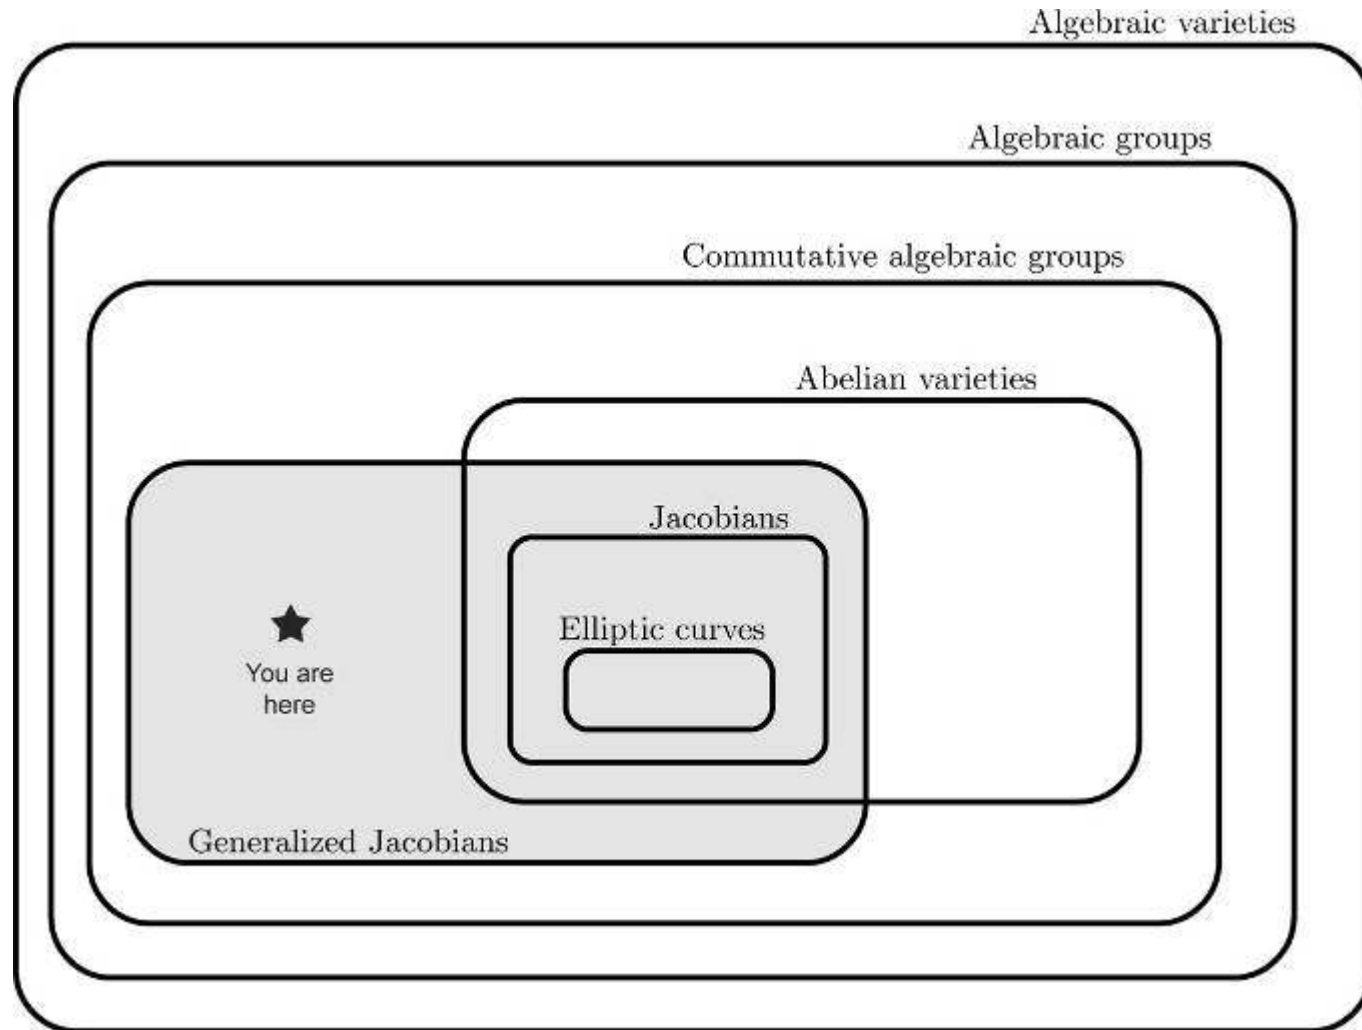 Algebraic varieties
Algebraic groups
Commutative algebraic groups
Abelian varieties
Jacobians
Elliptic curves
You are
here
Generalized Jacobians